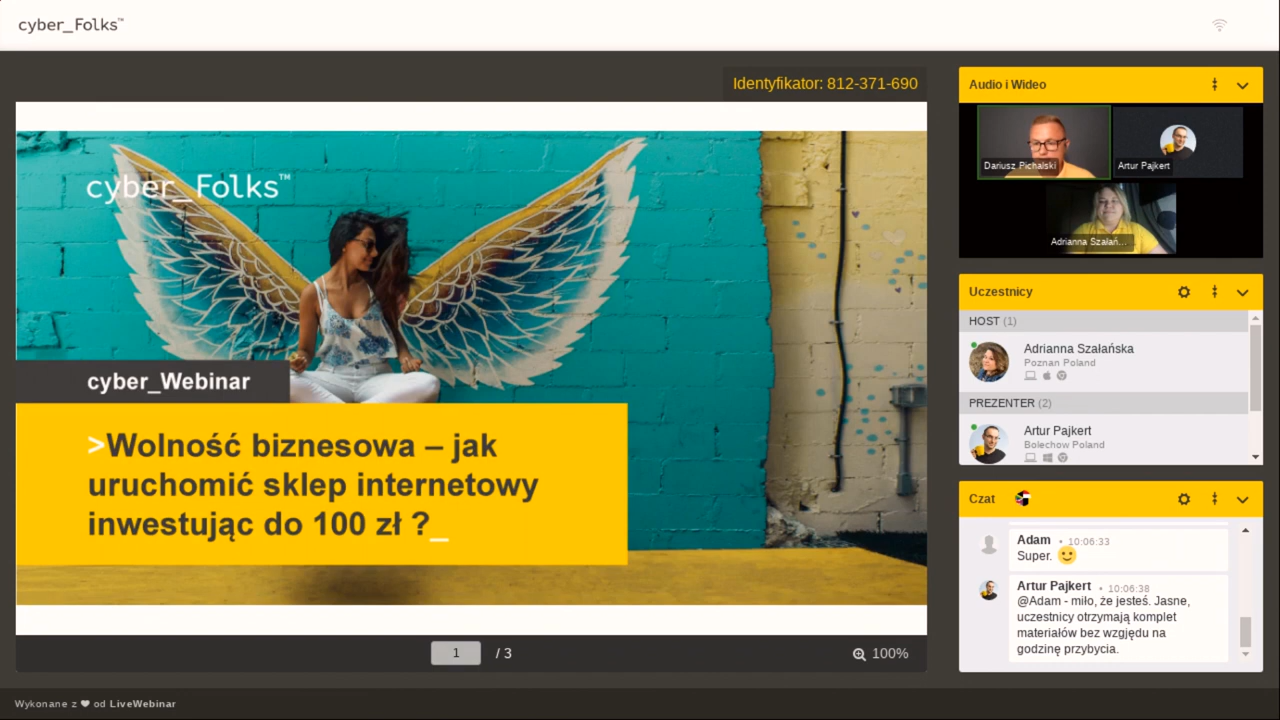 cyber_Folks™
Identyfikator: 812-371-690
cyber_Folks™
cyber_Webinar
>Wolność biznesowa – jak
uruchomić sklep internetowy
inwestując do 100 zł ?_
1 / 3
100%
Audio i Wideo
Dariusz Pichalski
Artur Pajkert
Adrianna Szałań...
Uczestnicy
HOST (1)
Adrianna Szałańska
Poznan Poland
PREZENTER (2)
Artur Pajkert
Bolechow Poland
Czat
Adam • 10:06:33
Super.
Artur Pajkert • 10:06:38
@Adam - miło, że jesteś. Jasne,
uczestnicy otrzymają komplet
materiałów bez wzgjędu na
godzinę przybycia.
Wykonane z ❤ od LiveWebinar